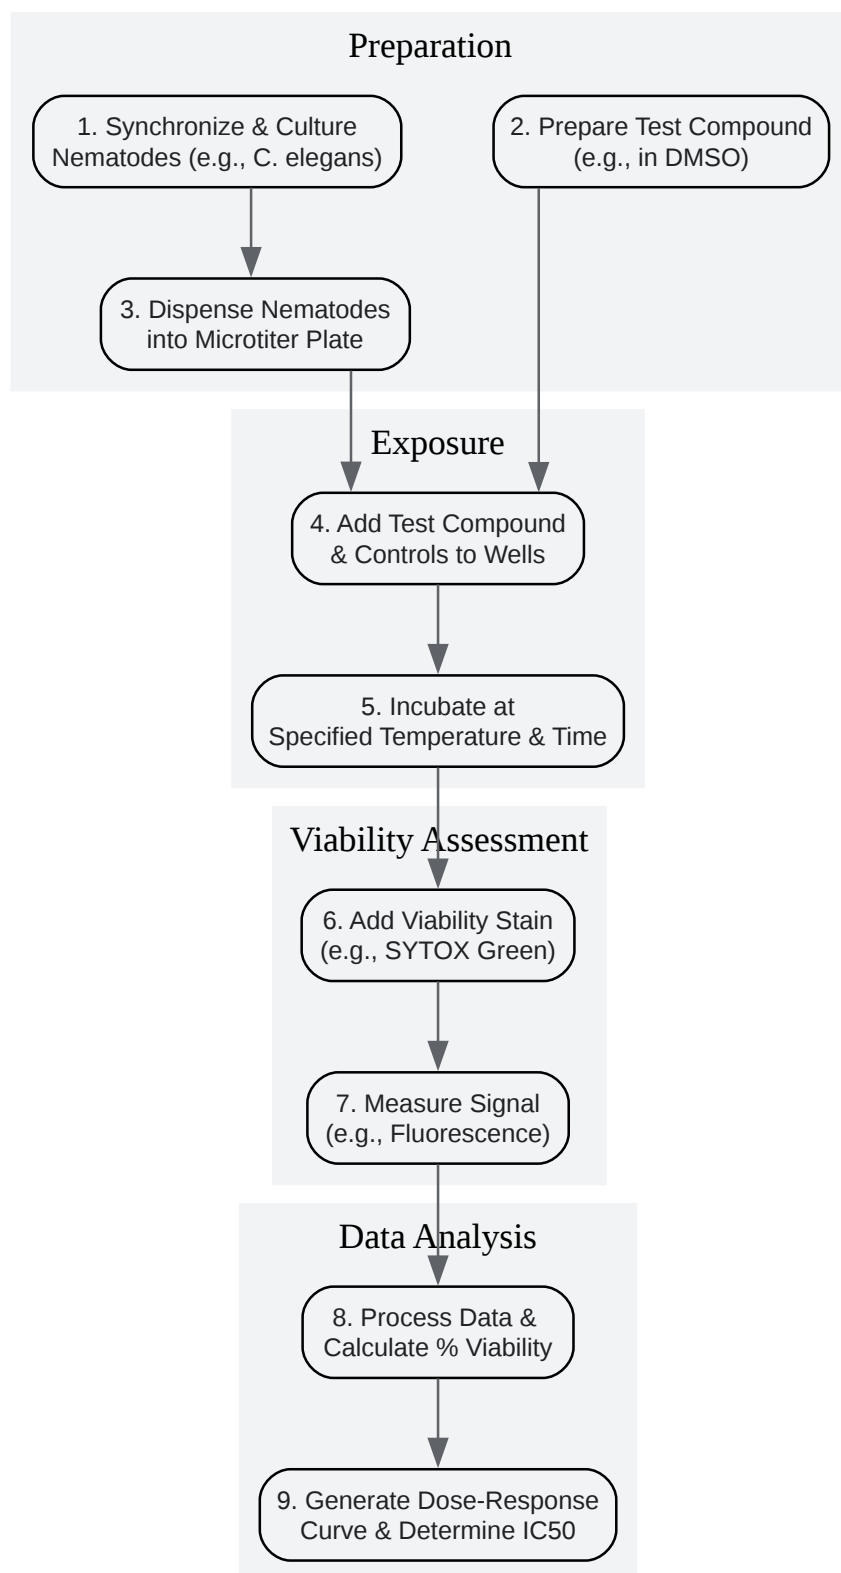 Preparation
1. Synchronize & Culture
Nematodes (e.g., C. elegans)
2. Prepare Test Compound
(e.g., in DMSO)
3. Dispense Nematodes
into Microtiter Plate
Exposure
4. Add Test Compound
& Controls to Wells
5. Incubate at
Specified Temperature & Time
Viability Assessment
6. Add Viability Stain
(e.g., SYTOX Green)
7. Measure Signal
(e.g., Fluorescence)
Data Analysis
8. Process Data &
Calculate % Viability
9. Generate Dose-Response
Curve & Determine IC50